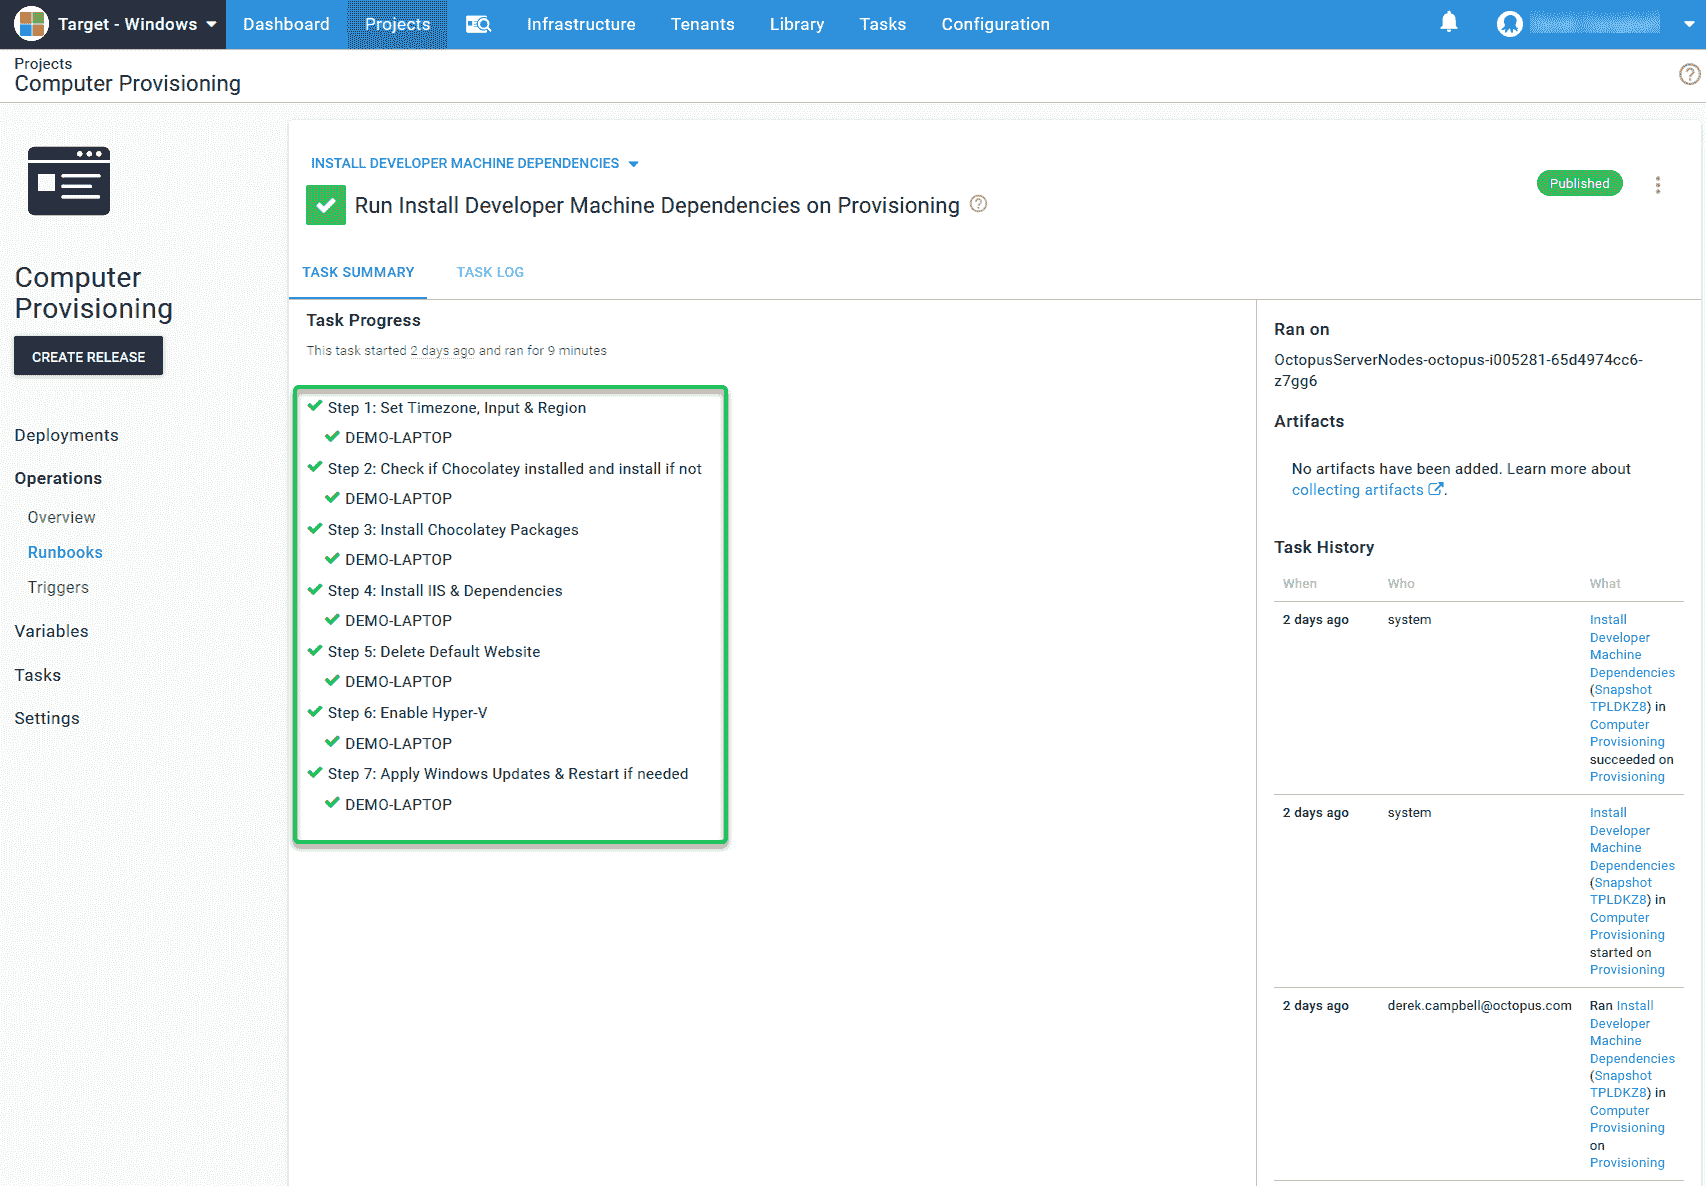 Target - Windows
Dashboard
Projects
Infrastructure
Tenants
Library
Tasks
Configuration
Projects
Computer Provisioning
Computer
Provisioning
CREATE RELEASE
Deployments
Operations
Overview
Runbooks
Triggers
Variables
Tasks
Settings
INSTALL DEVELOPER MACHINE DEPENDENCIES
Run Install Developer Machine Dependencies on Provisioning
Published
TASK SUMMARY
TASK LOG
Task Progress
This task started 2 days ago and ran for 9 minutes
Step 1: Set Timezone, Input & Region
DEMO-LAPTOP
Step 2: Check if Chocolatey installed and install if not
DEMO-LAPTOP
Step 3: Install Chocolatey Packages
DEMO-LAPTOP
Step 4: Install IIS & Dependencies
DEMO-LAPTOP
Step 5: Delete Default Website
DEMO-LAPTOP
Step 6: Enable Hyper-V
DEMO-LAPTOP
Step 7: Apply Windows Updates & Restart if needed
DEMO-LAPTOP
Ran on
OctopusServerNodes-octopus-i005281-65d4974cc6-
z7gg6
Artifacts
No artifacts have been added. Learn more about
collecting artifacts.
Task History
When Who What
2 days ago system Install
Developer
Machine
Dependencies
(Snapshot
TPLDKZ8) in
Computer
Provisioning
succeeded on
Provisioning
2 days ago system Install
Developer
Machine
Dependencies
(Snapshot
TPLDKZ8) in
Computer
Provisioning
started on
Provisioning
2 days ago derek.campbell@octopus.com Ran Install
Developer
Machine
Dependencies
(Snapshot
TPLDKZ8) in
Computer
Provisioning
on
Provisioning